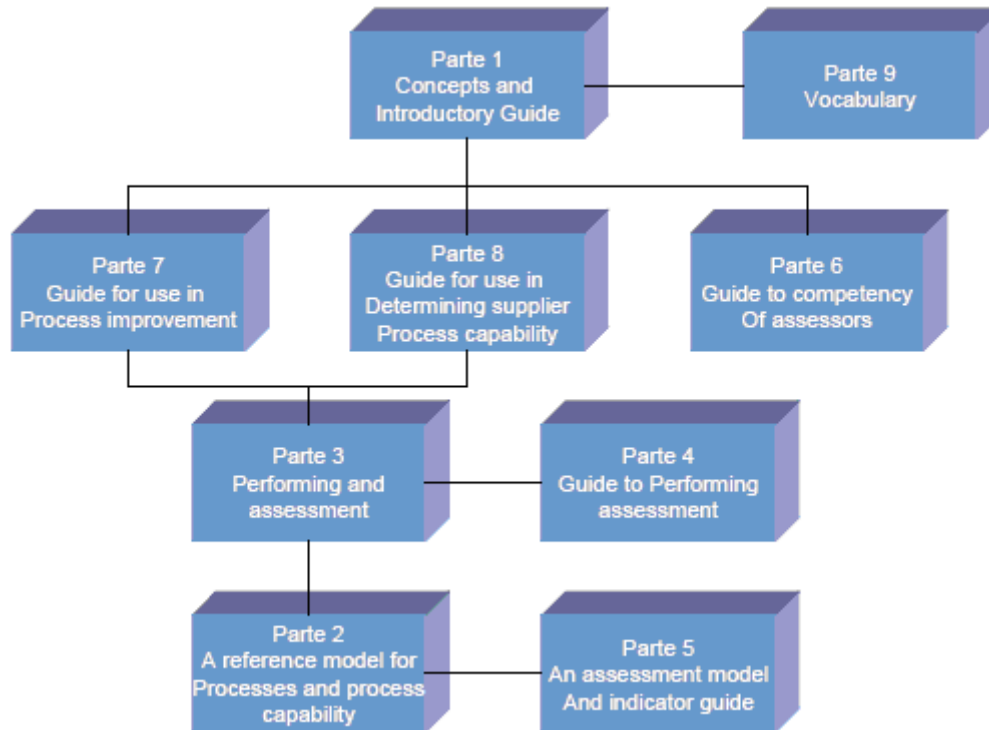 Parte 1
Concepts and
Introductory Guide
Parte 9
Vocabulary
Parte 7
Guide for use in
Process improvement
Parte 8
Guide for use in
Determining supplier
Process capability
Parte 6
Guide to competency
Of assessors
Parte 3
Performing and
assessment
Parte 4
Guide to Performing
assessment
Parte 2
A reference model for
Processes and process
capability
Parte 5
An assessment model
And indicator guide